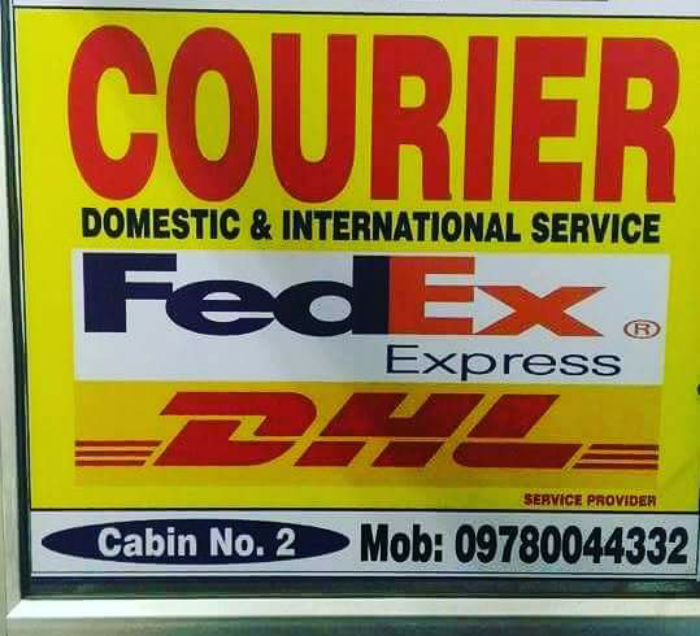 COURIER
DOMESTIC & INTERNATIONAL SERVICE
FedEx ®
Express
DHL
SERVICE PROVIDER
Cabin No. 2 Mob: 09780044332